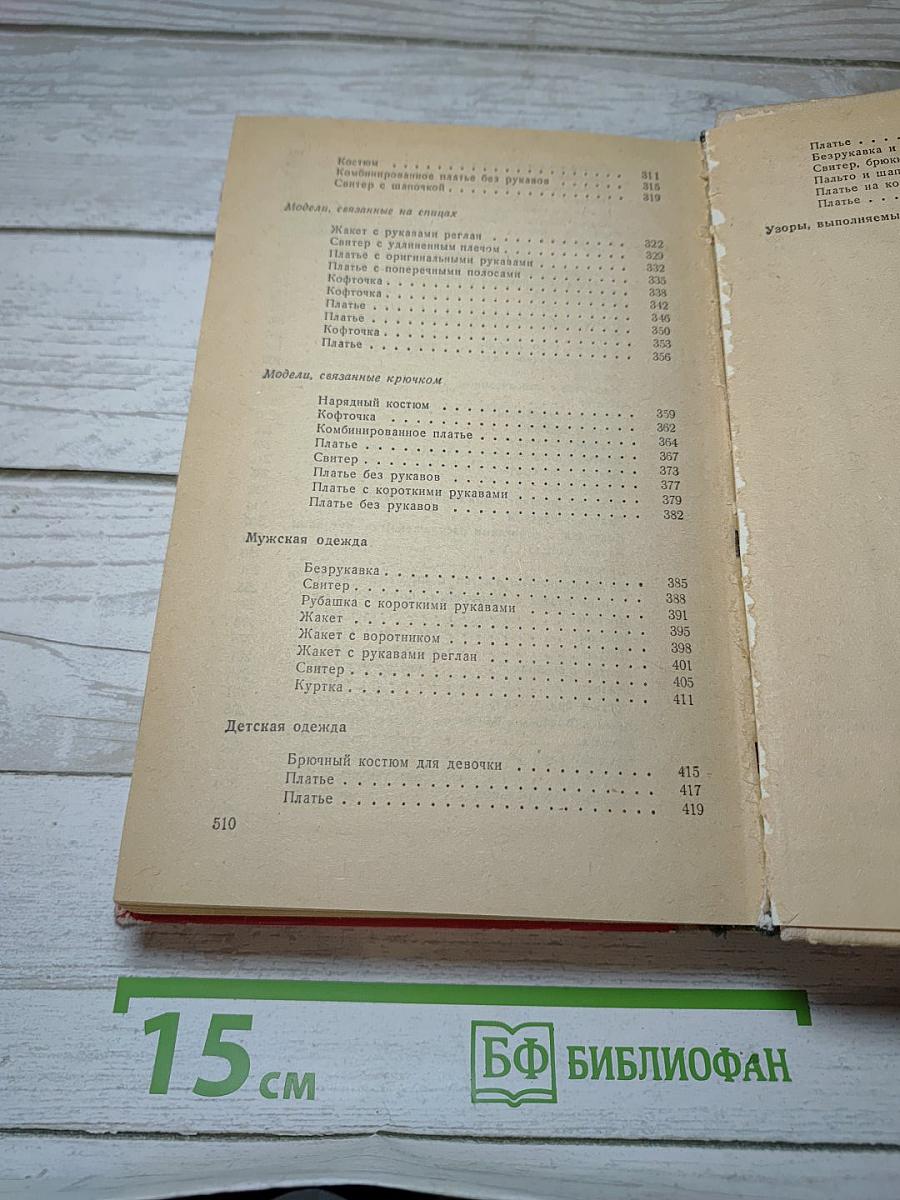 Костюм . . . . . . . . . . . . . . . . 311
Комбинированное платье без рукавов . . . . . . 315
Свитер с шапочкой . . . . . . . . . . . . 319
Модели, связанные на спицах
Жакет с рукавами реглан . . . . . . . . . . 322
Свитер с удлиненным плечом . . . . . . . . . 329
Платье с оригинальными рукавами . . . . . . . 332
Платье с поперечными полосами . . . . . . . . 335
Кофточка . . . . . . . . . . . . . . . . 338
Кофточка . . . . . . . . . . . . . . . . 342
Платье . . . . . . . . . . . . . . . . . 346
Платье . . . . . . . . . . . . . . . . . 350
Кофточка . . . . . . . . . . . . . . . . 353
Платье . . . . . . . . . . . . . . . . . 356
Модели, связанные крючком
Нарядный костюм . . . . . . . . . . . . . 359
Кофточка . . . . . . . . . . . . . . . . 362
Комбинированное платье . . . . . . . . . . . 364
Платье . . . . . . . . . . . . . . . . . 367
Свитер . . . . . . . . . . . . . . . . . 373
Платье без рукавов . . . . . . . . . . . . 377
Платье с короткими рукавами . . . . . . . . . 379
Платье без рукавов . . . . . . . . . . . . 382
Мужская одежда
Безрукавка . . . . . . . . . . . . . . . . 385
Свитер . . . . . . . . . . . . . . . . . 388
Рубашка с короткими рукавами . . . . . . . . 391
Жакет . . . . . . . . . . . . . . . . . 395
Жакет с воротником . . . . . . . . . . . . 398
Жакет с рукавами реглан . . . . . . . . . . 401
Свитер . . . . . . . . . . . . . . . . . 405
Куртка . . . . . . . . . . . . . . . . . 411
Детская одежда
Брючный костюм для девочки . . . . . . . . . 415
Платье . . . . . . . . . . . . . . . . . 417
Платье . . . . . . . . . . . . . . . . . 419
510
Платье . . . .
Безрукавка и
Свитер, брюки
Пальто и шап
Платье на ко
Платье . . .
Узоры, выполняемы
15 см
БФ БИБЛИОФАН